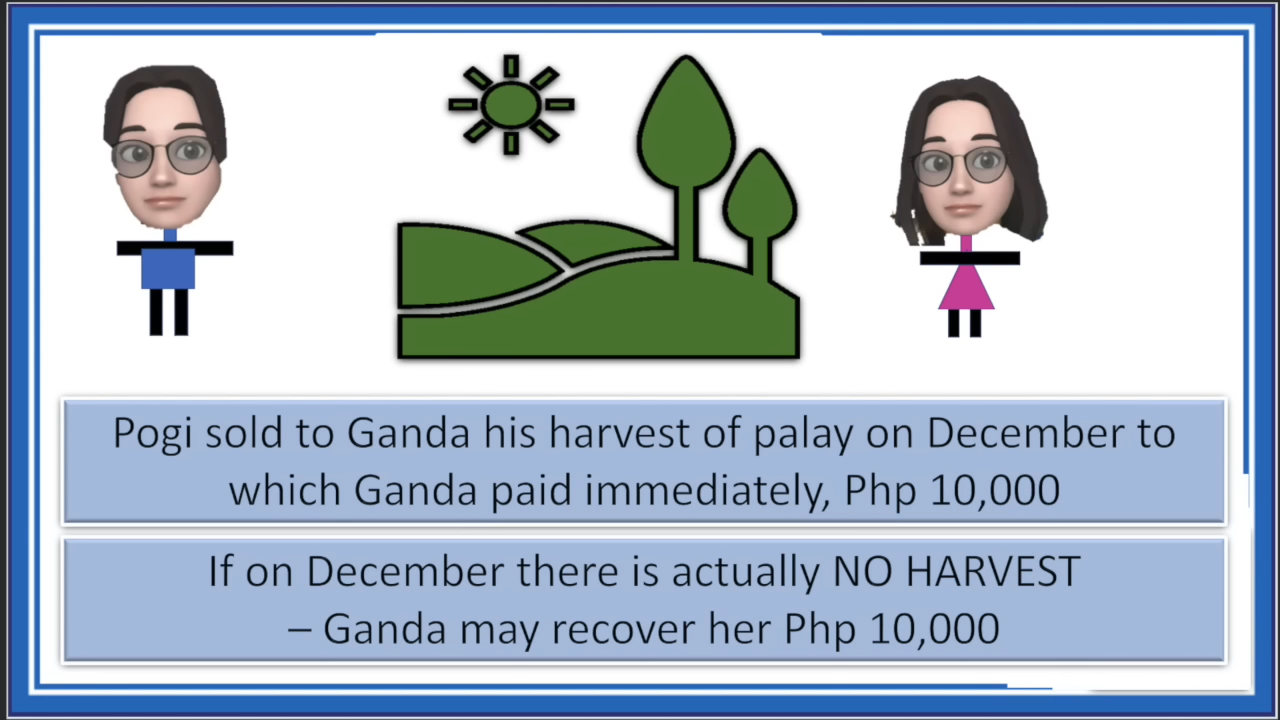 Pogi sold to Ganda his harvest of palay on December to
which Ganda paid immediately, Php 10,000
If on December there is actually NO HARVEST
– Ganda may recover her Php 10,000